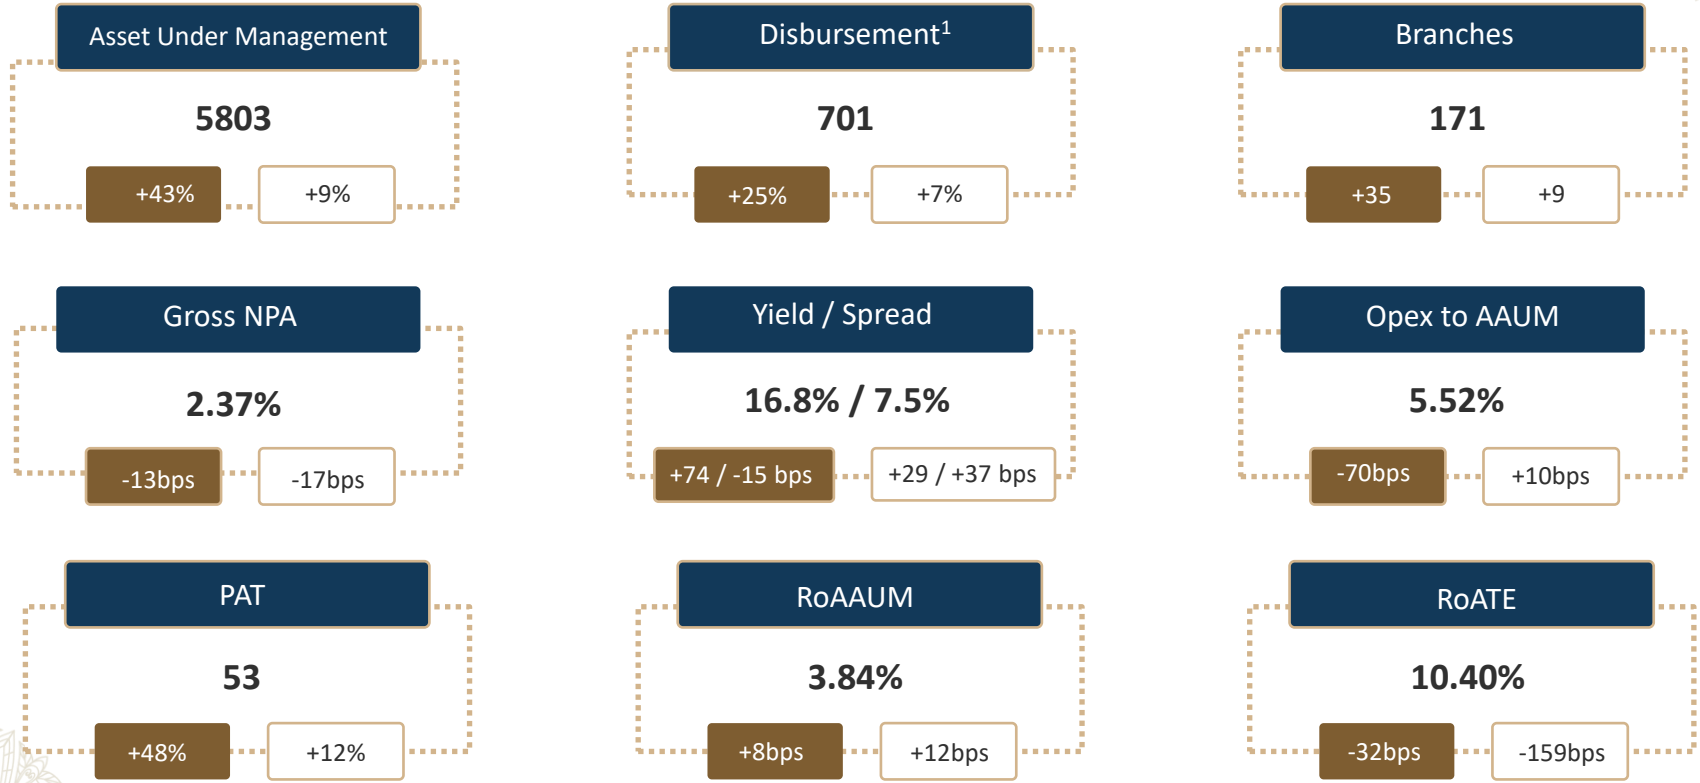 Asset Under Management
5803
+43%
+9%
Disbursement1
701
+25%
+7%
Branches
171
+35
+9
Gross NPA
2.37%
-13bps
-17bps
Yield / Spread
16.8% / 7.5%
+74 / -15 bps
+29 / +37 bps
Opex to AAUM
5.52%
-70bps
+10bps
PAT
53
+48%
+12%
RoAAUM
3.84%
+8bps
+12bps
RoATE
10.40%
-32bps
-159bps